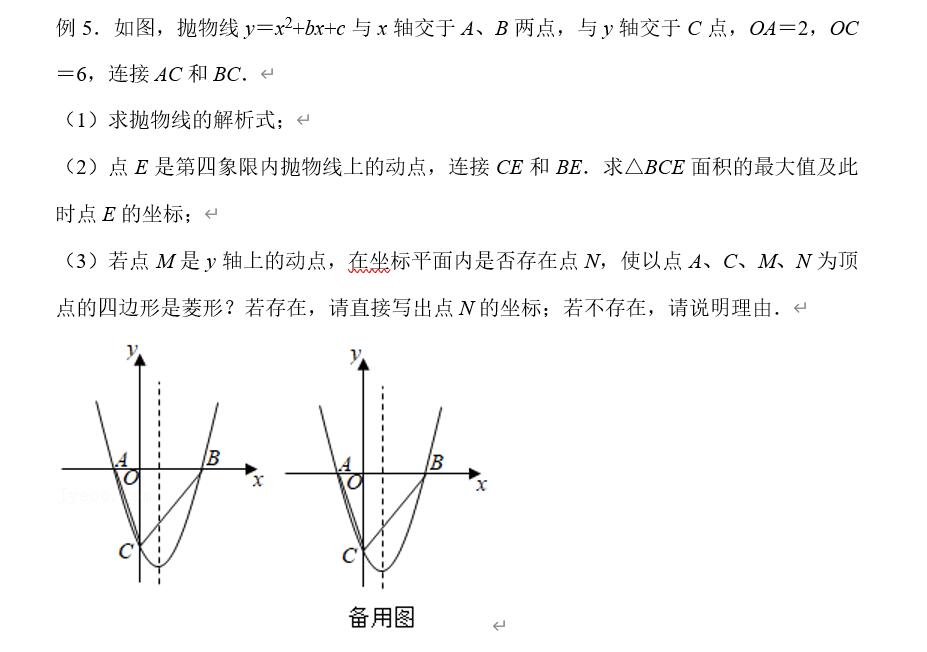 例 5．如图，抛物线 y＝x²+bx+c 与 x 轴交于 A、B 两点，与 y 轴交于 C 点，OA＝2，OC
＝6，连接 AC 和 BC．↵
（1）求抛物线的解析式；↵
（2）点 E 是第四象限内抛物线上的动点，连接 CE 和 BE．求△BCE 面积的最大值及此
时点 E 的坐标；↵
（3）若点 M 是 y 轴上的动点，在坐标平面内是否存在点 N，使以点 A、C、M、N 为顶
点的四边形是菱形？若存在，请直接写出点 N 的坐标；若不存在，请说明理由．↵
y y
A B A B
O x O x
C C
备用图 ↵